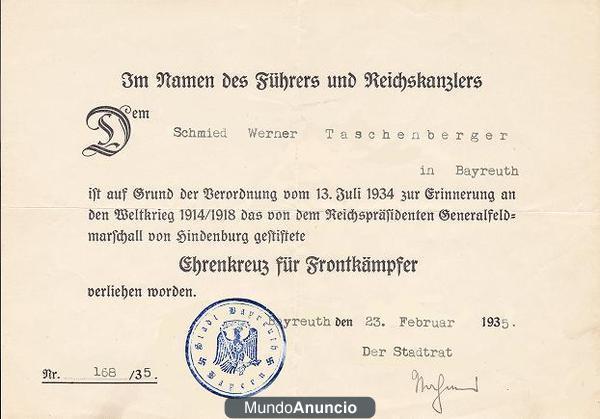 Im Namen des Führers und Reichskanzlers
Dem
Schmied Werner Taschenberger
in Bayreuth
ist auf Grund der Verordnung vom 13. Juli 1934 zur Erinnerung an
den Weltkrieg 1914/1918 das von dem Reichspräsidenten Generalfeld-
marschall von Hindenburg gestiftete
Ehrenkreuz für Frontkämpfer
verliehen worden.
Bayreuth den 23. Februar 1935.
Stadt Bayreuth
Der Stadtrat
Nr. 168 /35.
MundoAnuncio